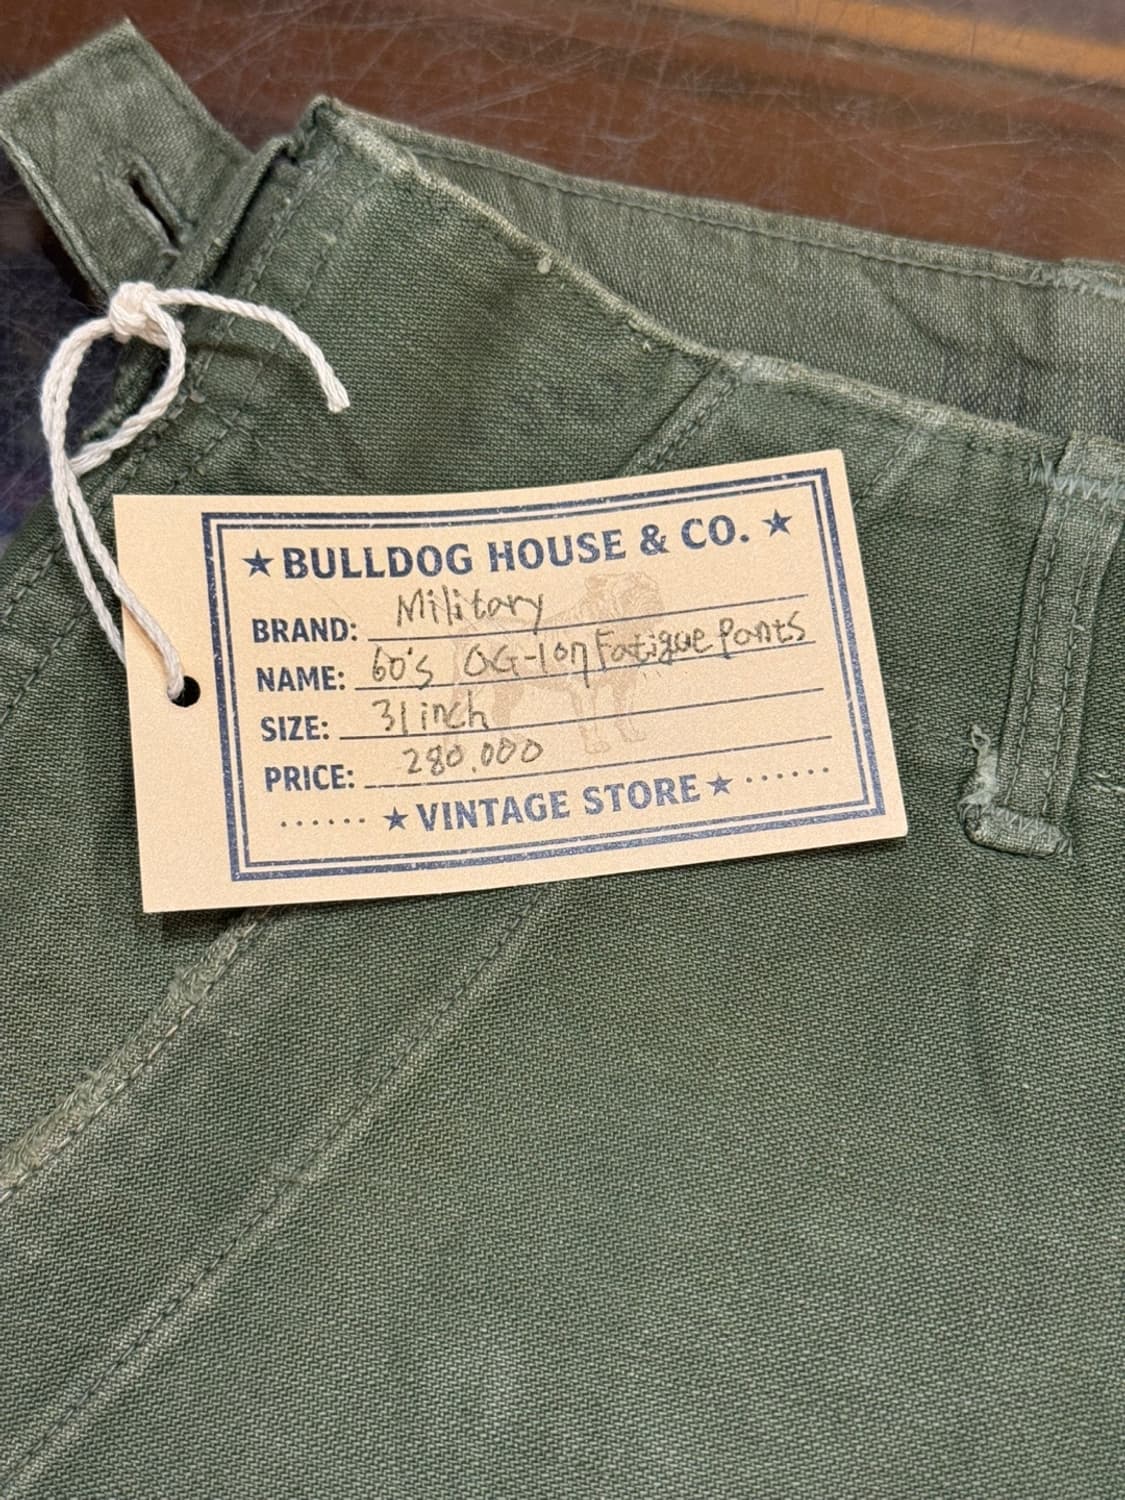 ★ BULLDOG HOUSE & CO. ★
BRAND: Military
NAME: 60's OG-107 Fatigue Pants
SIZE: 31 inch
PRICE: 280.000
...... ★ VINTAGE STORE ★ ......